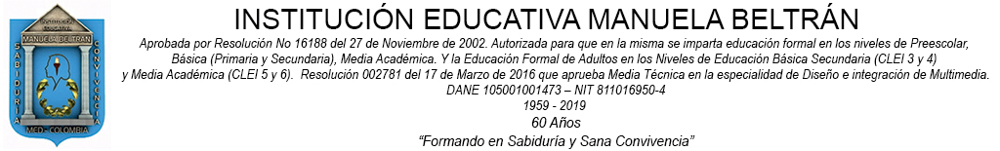 INSTITUCIÓN EDUCATIVA MANUELA BELTRÁN
Aprobada por Resolución No 16188 del 27 de Noviembre de 2002. Autorizada para que en la misma se imparta educación formal en los niveles de Preescolar,
Básica (Primaria y Secundaria), Media Académica. Y la Educación Formal de Adultos en los Niveles de Educación Básica Secundaria (CLEI 3 y 4)
y Media Académica (CLEI 5 y 6). Resolución 002781 del 17 de Marzo de 2016 que aprueba Media Técnica en la especialidad de Diseño e integración de Multimedia.
DANE 105001001473 – NIT 811016950-4
1959 - 2019
60 Años
“Formando en Sabiduría y Sana Convivencia”
INSTITUCIÓN
EDUCATIVA
MANUELA BELTRAN
SABIDURÍA
CONVIVENCIA
MED - COLOMBIA